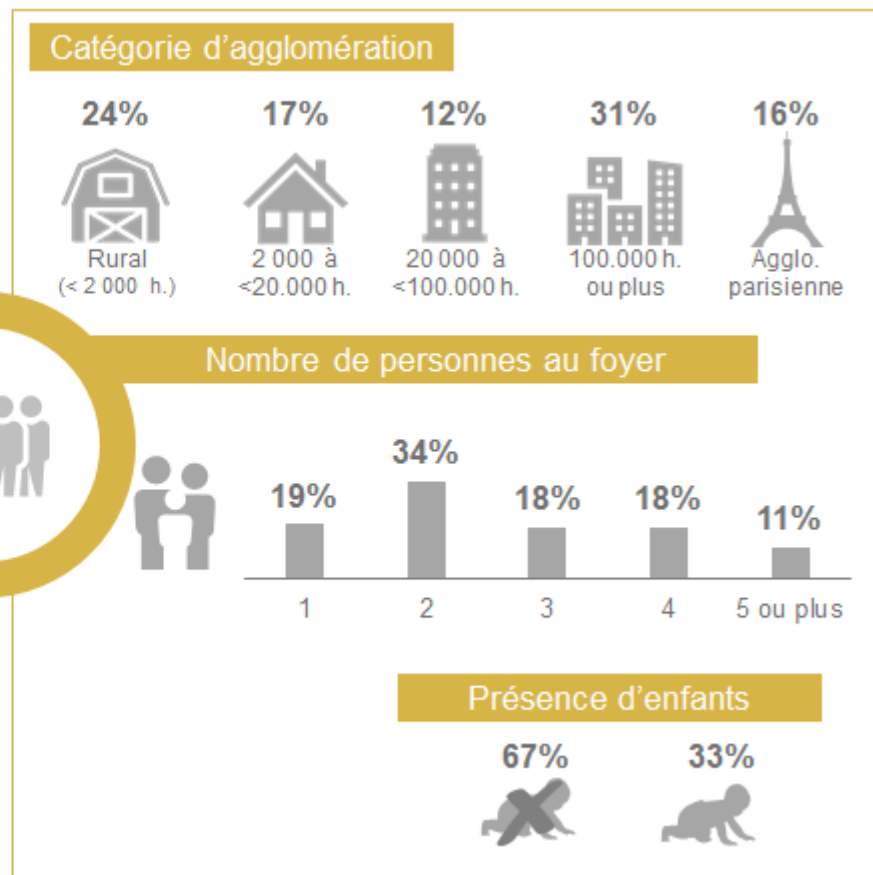 Catégorie d’agglomération
24% 17% 12% 31% 16%
Rural 2 000 à 20 000 à 100.000 h. Agglo.
(< 2 000 h.) <20.000 h. <100.000 h. ou plus parisienne
Nombre de personnes au foyer
19% 34% 18% 18% 11%
1 2 3 4 5 ou plus
Présence d’enfants
67% 33%